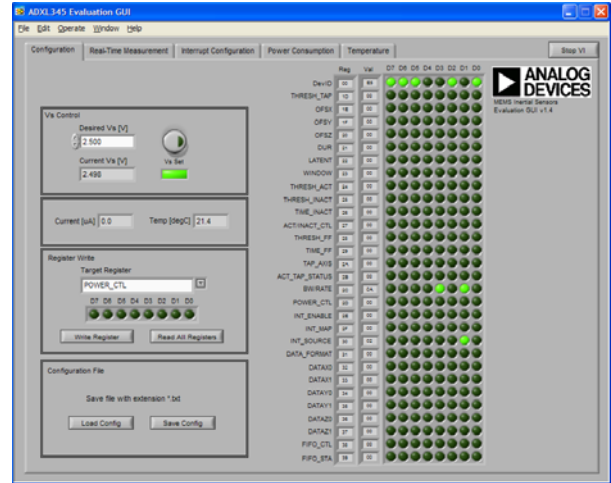 ADXL345 Evaluation GUI
File Edit Operate Window Help
Configuration Real-Time Measurement Interrupt Configuration Power Consumption Temperature Stop VI
Reg Val D7 D6 D5 D4 D3 D2 D1 D0
ANALOG DEVICES
MEMS Inertial Sensors
Evaluation GUI v1.4
Vs Control
Desired Vs [V]
2.500
Current Vs [V]
2.498
Vs Set
Current [uA] 0.0 Temp [degC] 21.4
Register Write
Target Register
POWER_CTL
D7 D6 D5 D4 D3 D2 D1 D0
Write Register Read All Registers
Configuration File
Save file with extension *.txt
Load Config Save Config
DevID
THRESH_TAP
OFSX
OFSY
OFSZ
DUR
LATENT
WINDOW
THRESH_ACT
THRESH_INACT
TIME_INACT
ACT/INACT_CTL
THRESH_FF
TIME_FF
TAP_AXIS
ACT_TAP_STATUS
BW/RATE
POWER_CTL
INT_ENABLE
INT_MAP
INT_SOURCE
DATA_FORMAT
DATAX0
DATAX1
DATAY0
DATAY1
DATAZ0
DATAZ1
FIFO_CTL
FIFO_STA